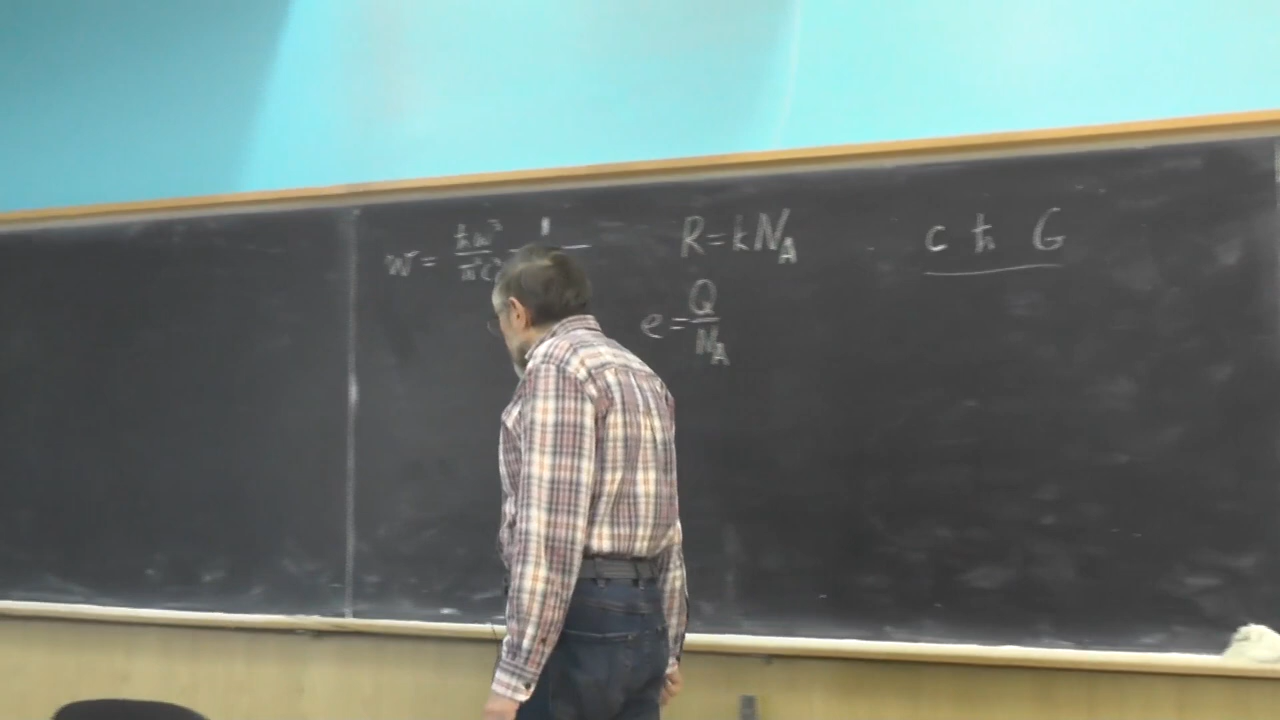 w = ħω³/π²c² 1/
R = kN_A
e = Q/N_A
c ħ G